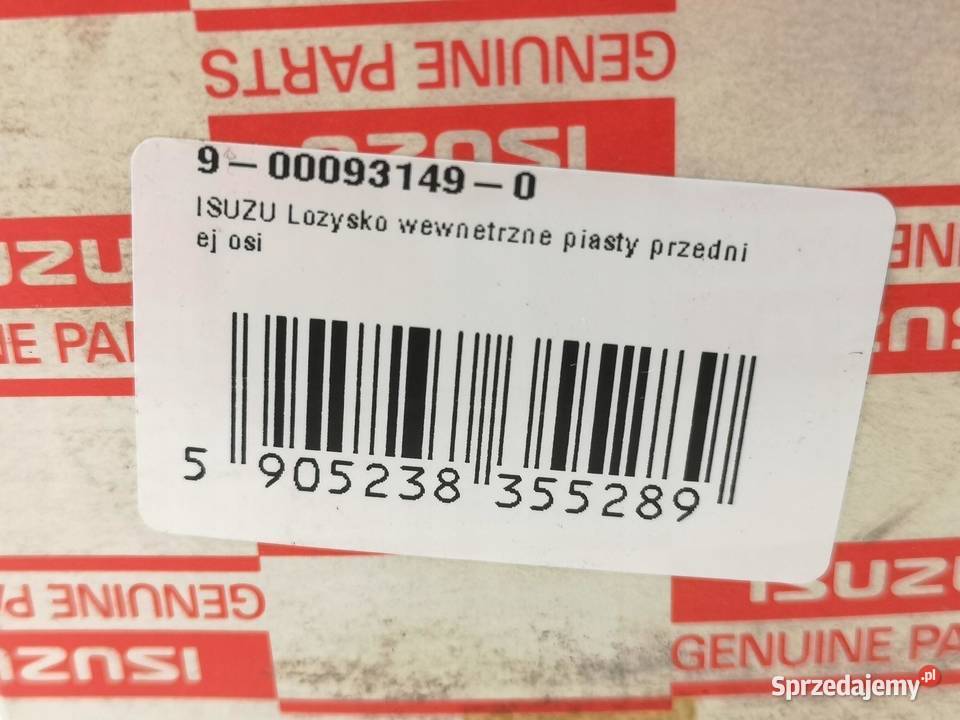 GENUINE PARTS
ISUZU
9-00093149-0
ISUZU Lozysko wewnetrzne piasty przedni
ej osi
5 905238 355289
GENUINE PARTS
ISUZU
GENUINE PA
Sprzedajemy.pl